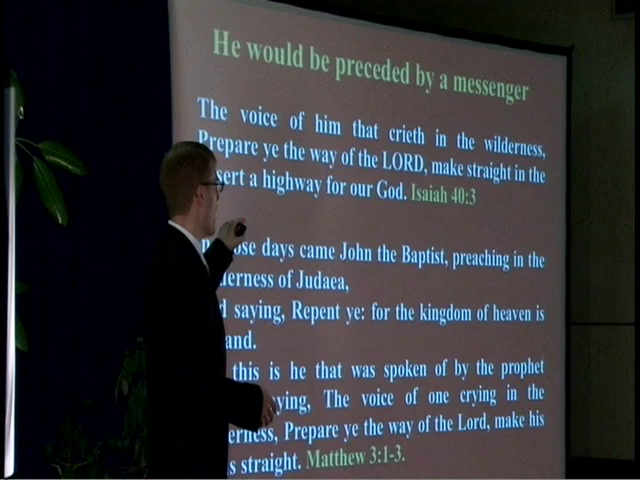 He would be preceded by a messenger
The voice of him that crieth in the wilderness,
Prepare ye the way of the LORD, make straight in the
sert a highway for our God. Isaiah 40:3
ose days came John the Baptist, preaching in the
derness of Judaea,
d saying, Repent ye: for the kingdom of heaven is
and.
this is he that was spoken of by the prophet
ying, The voice of one crying in the
erness, Prepare ye the way of the Lord, make his
s straight. Matthew 3:1-3.